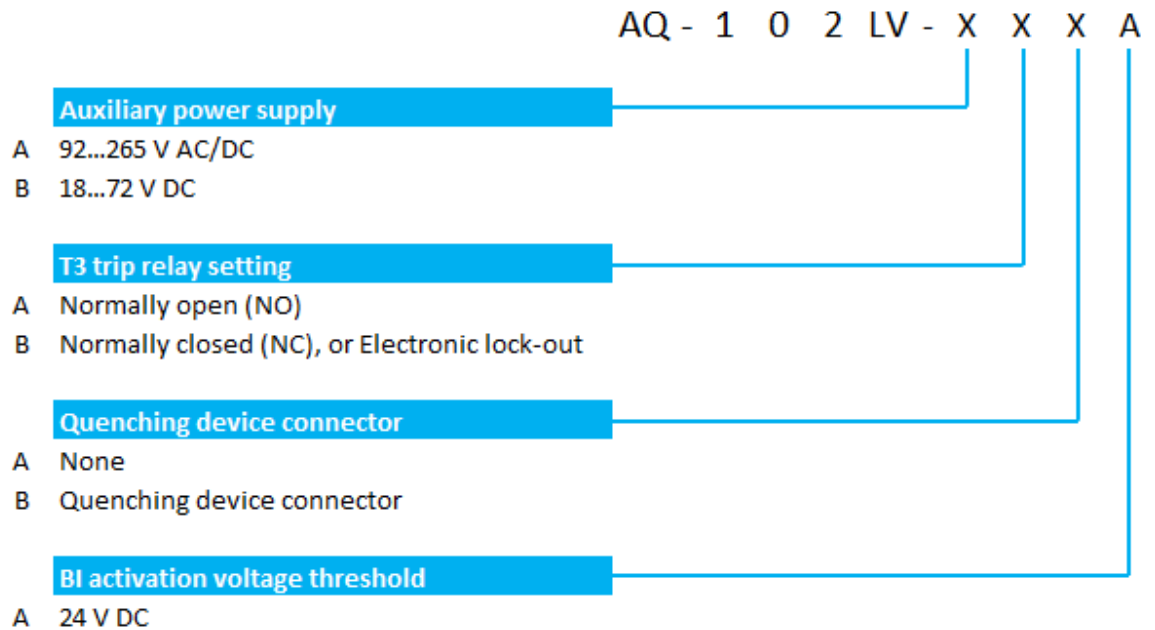 AQ - 1 0 2 LV - X X X A
Auxiliary power supply
A 92...265 V AC/DC
B 18...72 V DC
T3 trip relay setting
A Normally open (NO)
B Normally closed (NC), or Electronic lock-out
Quenching device connector
A None
B Quenching device connector
BI activation voltage threshold
A 24 V DC